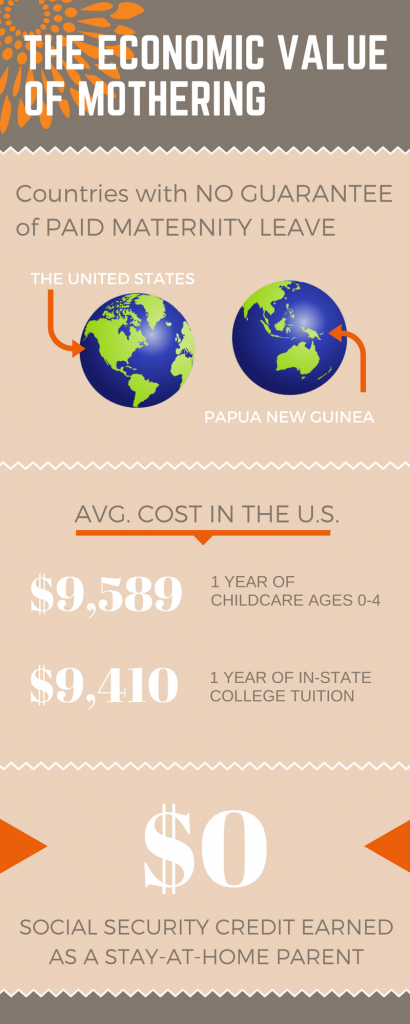 THE ECONOMIC VALUE
OF MOTHERING
Countries with NO GUARANTEE
of PAID MATERNITY LEAVE
THE UNITED STATES
PAPUA NEW GUINEA
AVG. COST IN THE U.S.
$9,589
1 YEAR OF
CHILDCARE AGES 0-4
$9,410
1 YEAR OF IN-STATE
COLLEGE TUITION
$0
SOCIAL SECURITY CREDIT EARNED
AS A STAY-AT-HOME PARENT